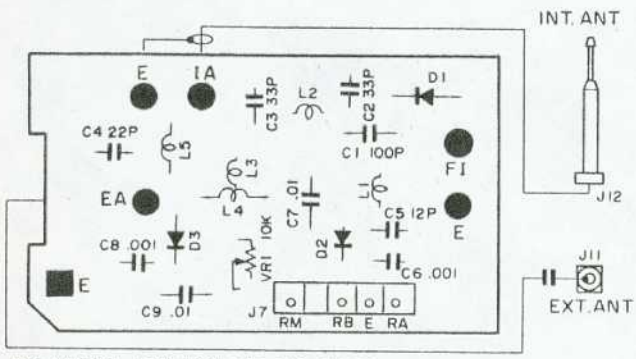 INT. ANT
E IA
C3 33P
L2
C2 33P
D1
C4 22P
L5
C1 100P
FI
L3
EA
L4
C7 .01
L1
J12
C5 12P
E
C8 .001
D3
10K
VR1
D2
J11
C6 .001
E
C9 .01
J7
EXT.ANT
RM RB E RA